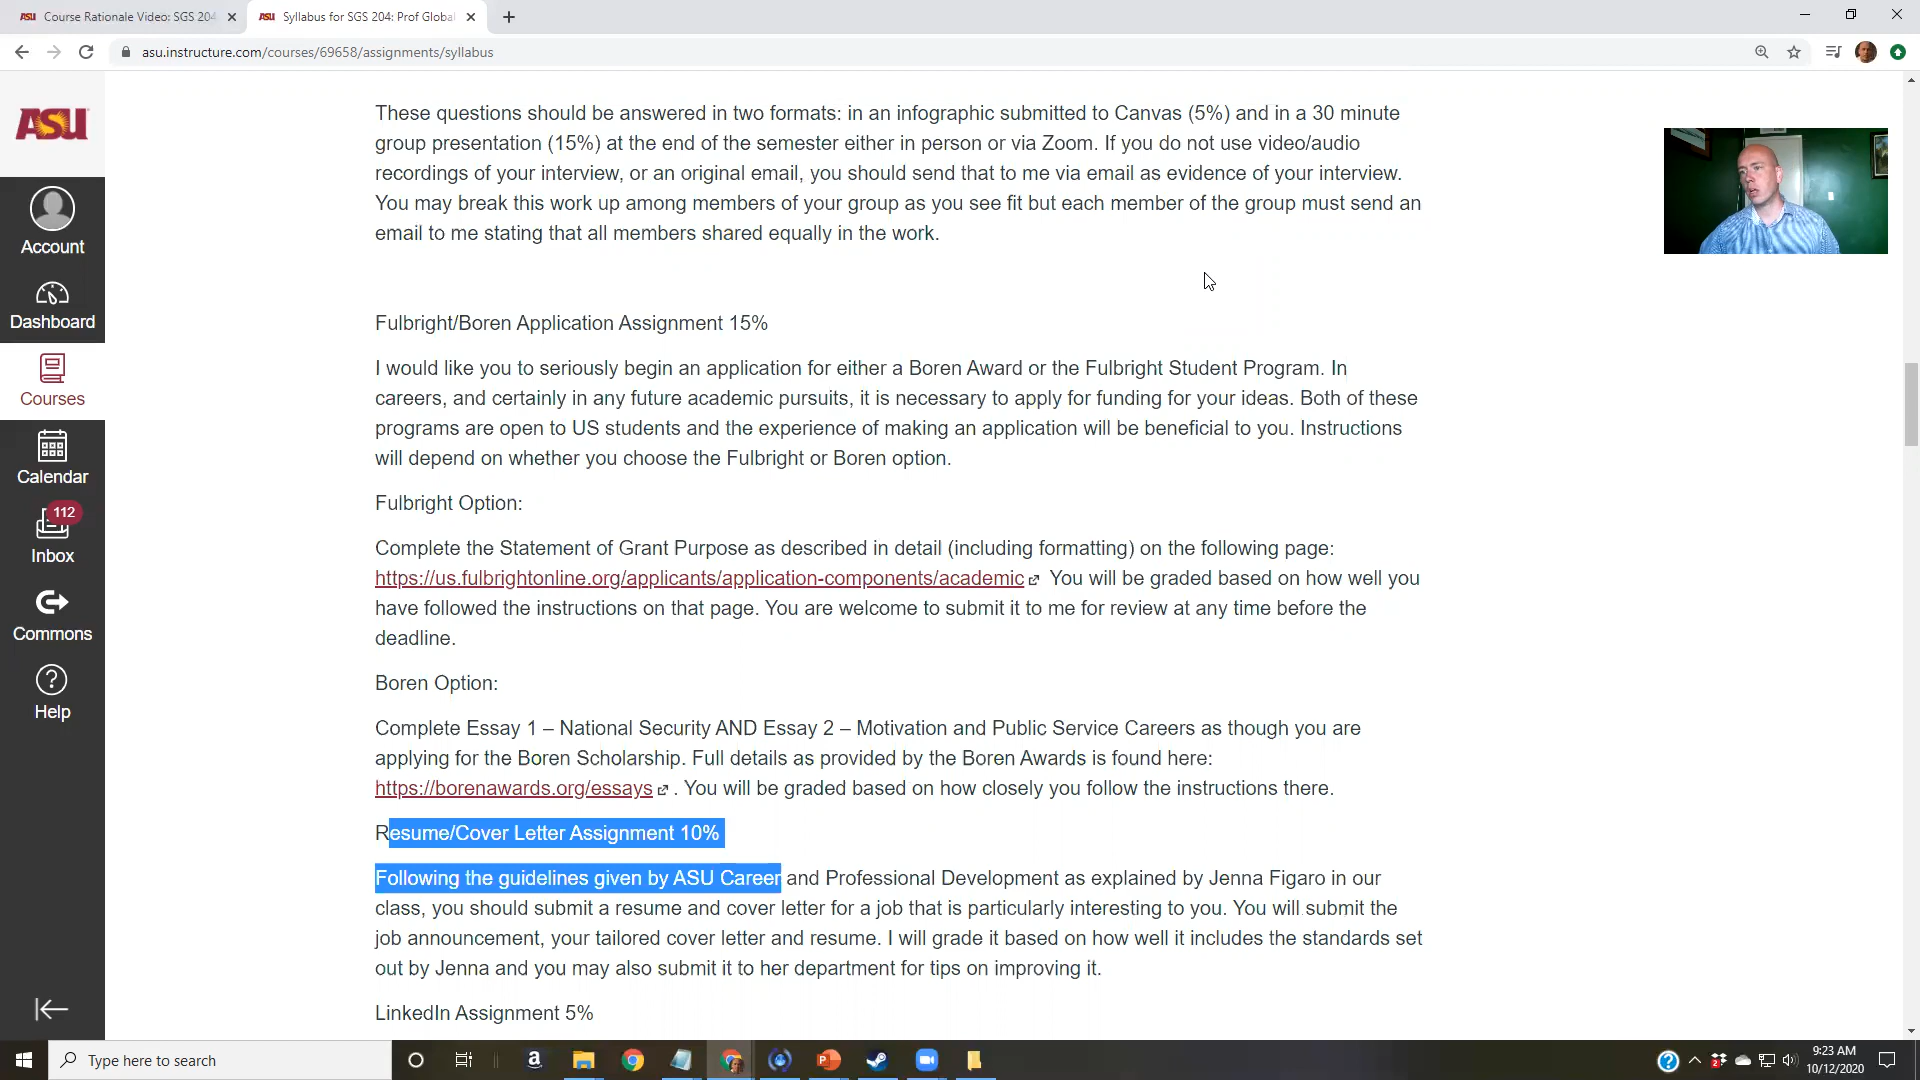 Course Rationale Video: SGS 204
Syllabus for SGS 204: Prof Global
asu.instructure.com/courses/69658/assignments/syllabus
ASU
Account
Dashboard
Courses
Calendar
112
Inbox
Commons
Help
These questions should be answered in two formats: in an infographic submitted to Canvas (5%) and in a 30 minute
group presentation (15%) at the end of the semester either in person or via Zoom. If you do not use video/audio
recordings of your interview, or an original email, you should send that to me via email as evidence of your interview.
You may break this work up among members of your group as you see fit but each member of the group must send an
email to me stating that all members shared equally in the work.
Fulbright/Boren Application Assignment 15%
I would like you to seriously begin an application for either a Boren Award or the Fulbright Student Program. In
careers, and certainly in any future academic pursuits, it is necessary to apply for funding for your ideas. Both of these
programs are open to US students and the experience of making an application will be beneficial to you. Instructions
will depend on whether you choose the Fulbright or Boren option.
Fulbright Option:
Complete the Statement of Grant Purpose as described in detail (including formatting) on the following page:
https://us.fulbrightonline.org/applicants/application-components/academic You will be graded based on how well you
have followed the instructions on that page. You are welcome to submit it to me for review at any time before the
deadline.
Boren Option:
Complete Essay 1 – National Security AND Essay 2 – Motivation and Public Service Careers as though you are
applying for the Boren Scholarship. Full details as provided by the Boren Awards is found here:
https://borenawards.org/essays . You will be graded based on how closely you follow the instructions there.
Resume/Cover Letter Assignment 10%
Following the guidelines given by ASU Career and Professional Development as explained by Jenna Figaro in our
class, you should submit a resume and cover letter for a job that is particularly interesting to you. You will submit the
job announcement, your tailored cover letter and resume. I will grade it based on how well it includes the standards set
out by Jenna and you may also submit it to her department for tips on improving it.
LinkedIn Assignment 5%
Type here to search
9:23 AM
10/12/2020